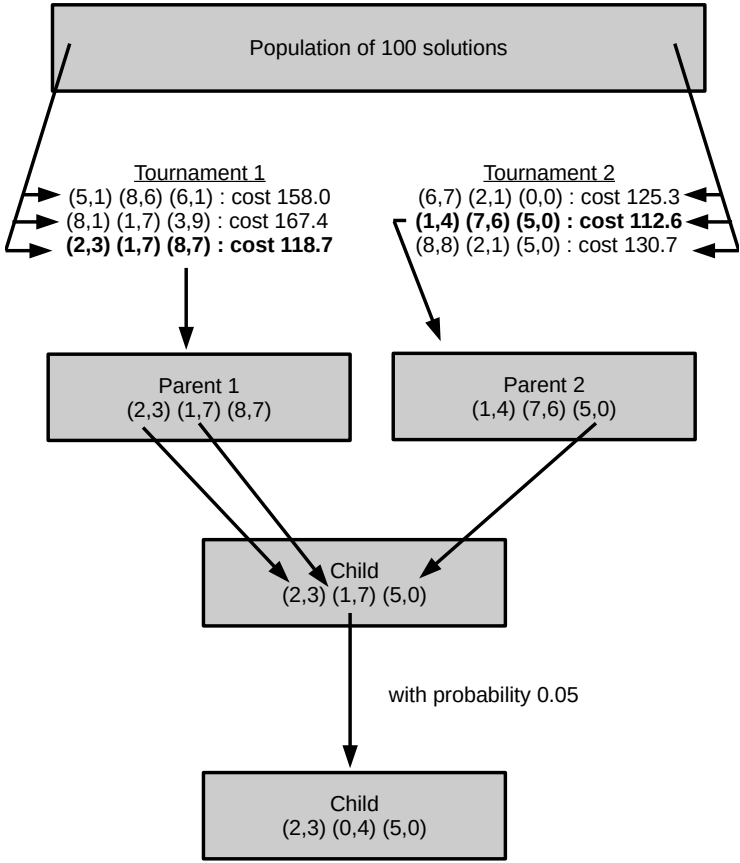 Population of 100 solutions
Tournament 1
(5,1) (8,6) (6,1) : cost 158.0
(8,1) (1,7) (3,9) : cost 167.4
(2,3) (1,7) (8,7) : cost 118.7
Tournament 2
(6,7) (2,1) (0,0) : cost 125.3
(1,4) (7,6) (5,0) : cost 112.6
(8,8) (2,1) (5,0) : cost 130.7
Parent 1
(2,3) (1,7) (8,7)
Parent 2
(1,4) (7,6) (5,0)
Child
(2,3) (1,7) (5,0)
with probability 0.05
Child
(2,3) (0,4) (5,0)